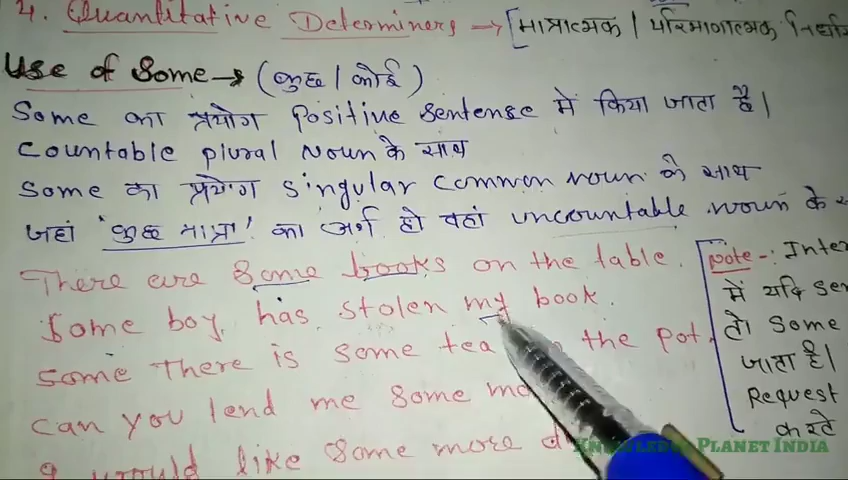 4. Quantitative Determiners → [मात्रात्मक / परिमाणात्मक
Use of Some → (कुछ / कोई)
Some का प्रयोग Positive Sentense में किया जाता है।
Countable plural Noun के साथ
Some का प्रयोग Singular Common noun के साथ
जहां 'कुछ मात्रा' का अर्थ हो वहां uncountable noun के
There are Some books on the table.
Some boy has stolen my book.
Some There is some tea the pot.
Can you lend me Some
would like Some more
Note -:
में यदि
तो Some
जाता है।
Request
करते
KNOWLEDGE PLANET INDIA